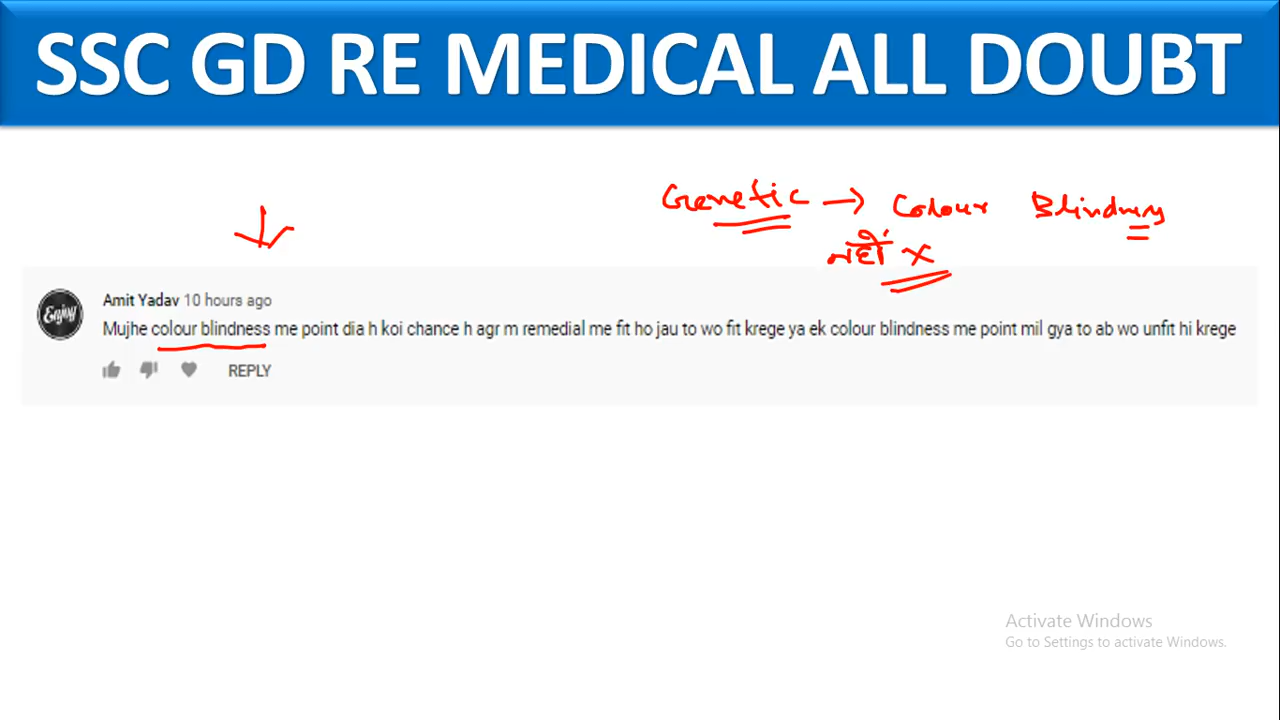 SSC GD RE MEDICAL ALL DOUBT
Genetic → Colour Blindness
नहीं X
Enjoy
Amit Yadav 10 hours ago
Mujhe colour blindness me point dia h koi chance h agr m remedial me fit ho jau to wo fit krege ya ek colour blindness me point mil gya to ab wo unfit hi krege
REPLY
Activate Windows
Go to Settings to activate Windows.